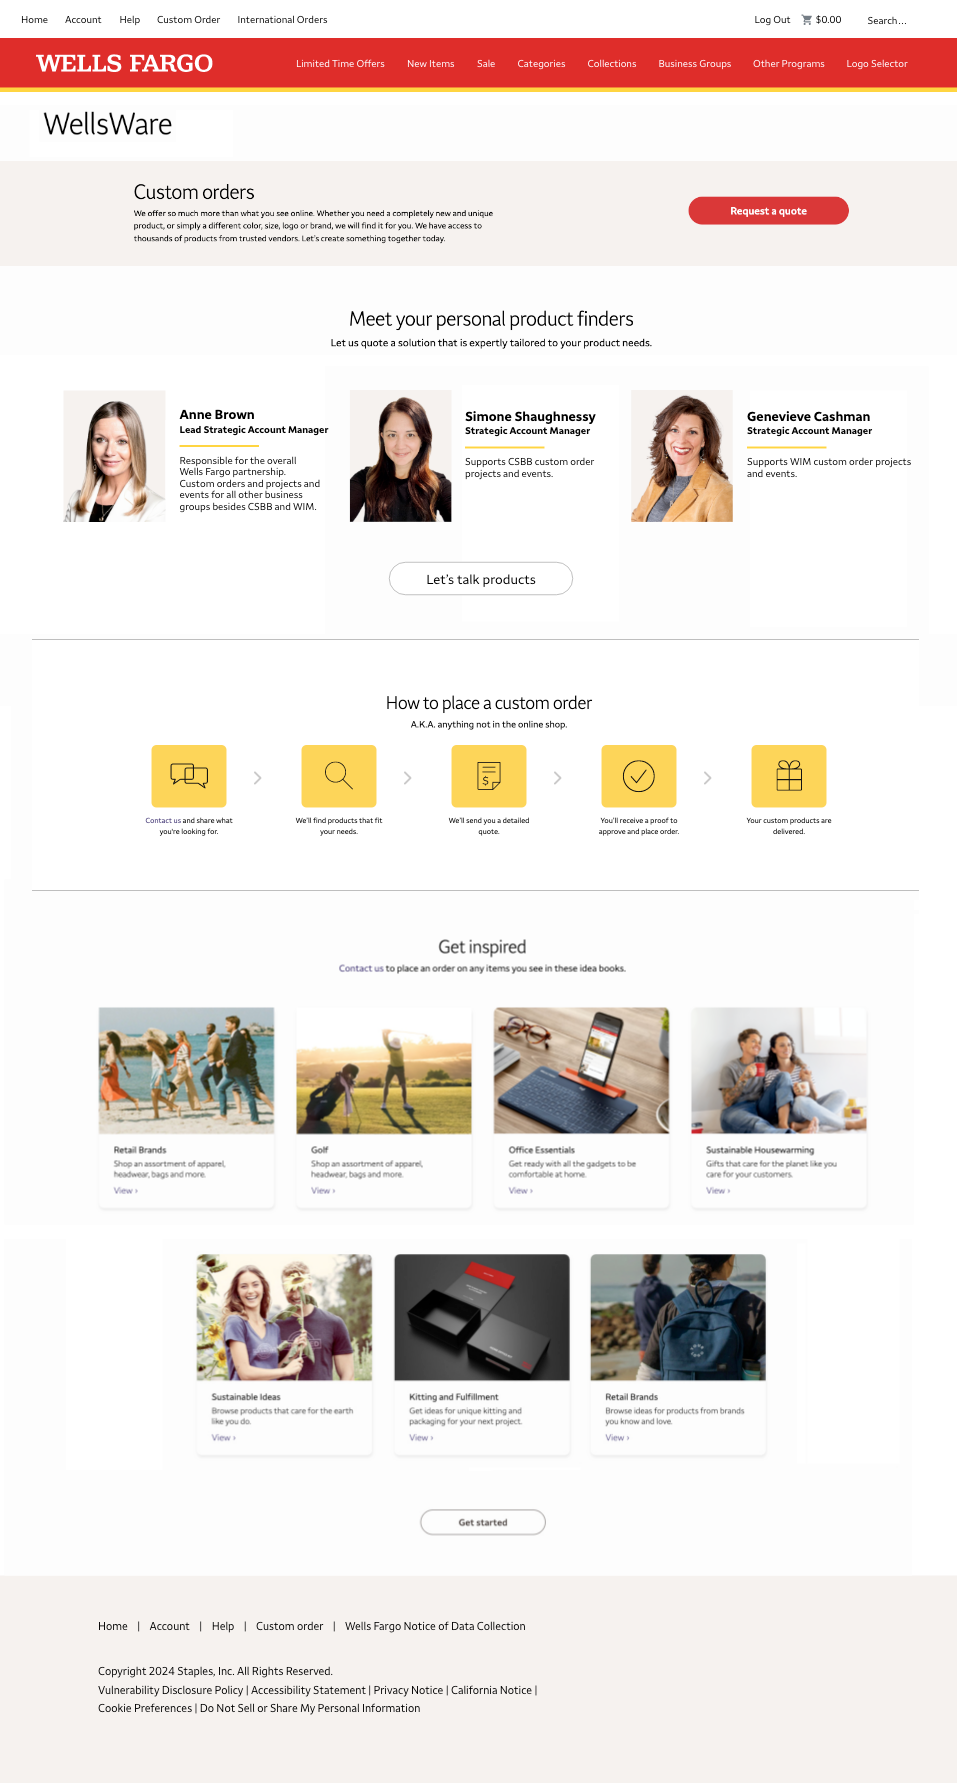 Home Account Help Custom Order International Orders Log Out $0.00 Search...
WELLS FARGO Limited Time Offers New Items Sale Categories Collections Business Groups Other Programs Logo Selector
WellsWare
Custom orders
We offer so much more than what you see online. Whether you need a completely new and unique
product, or simply a different color, size, logo or brand, we will find it for you. We have access to
thousands of products from trusted vendors. Let's create something together today.
Request a quote
Meet your personal product finders
Let us quote a solution that is expertly tailored to your product needs.
Anne Brown
Lead Strategic Account Manager
Responsible for the overall
Wells Fargo partnership.
Custom orders and projects and
events for all other business
groups besides CSBB and WIM.
Simone Shaughnessy
Strategic Account Manager
Supports CSBB custom order
projects and events.
Genevieve Cashman
Strategic Account Manager
Supports WIM custom order projects
and events.
Let's talk products
How to place a custom order
A.K.A. anything not in the online shop.
Contact us and share what
you're looking for.
We'll find products that fit
your needs.
We'll send you a detailed
quote.
You'll receive a proof to
approve and place order.
Your custom products are
delivered.
Get inspired
Contact us to place an order on any items you see in these idea books.
Retail Brands
Shop an assortment of apparel,
headwear, bags and more.
View ›
Golf
Shop an assortment of apparel,
headwear, bags and more.
View ›
Office Essentials
Get ready with all the gadgets to be
comfortable at home.
View ›
Sustainable Housewarming
Gifts that care for the planet like you
care for your customers.
View ›
Sustainable Ideas
Browse products that care for the earth
like you do.
View ›
Kitting and Fulfillment
Get ideas for unique kitting and
packaging for your next project.
View ›
Retail Brands
Browse ideas for products from brands
you know and love.
View ›
Get started
Home | Account | Help | Custom order | Wells Fargo Notice of Data Collection
Copyright 2024 Staples, Inc. All Rights Reserved.
Vulnerability Disclosure Policy | Accessibility Statement | Privacy Notice | California Notice |
Cookie Preferences | Do Not Sell or Share My Personal Information